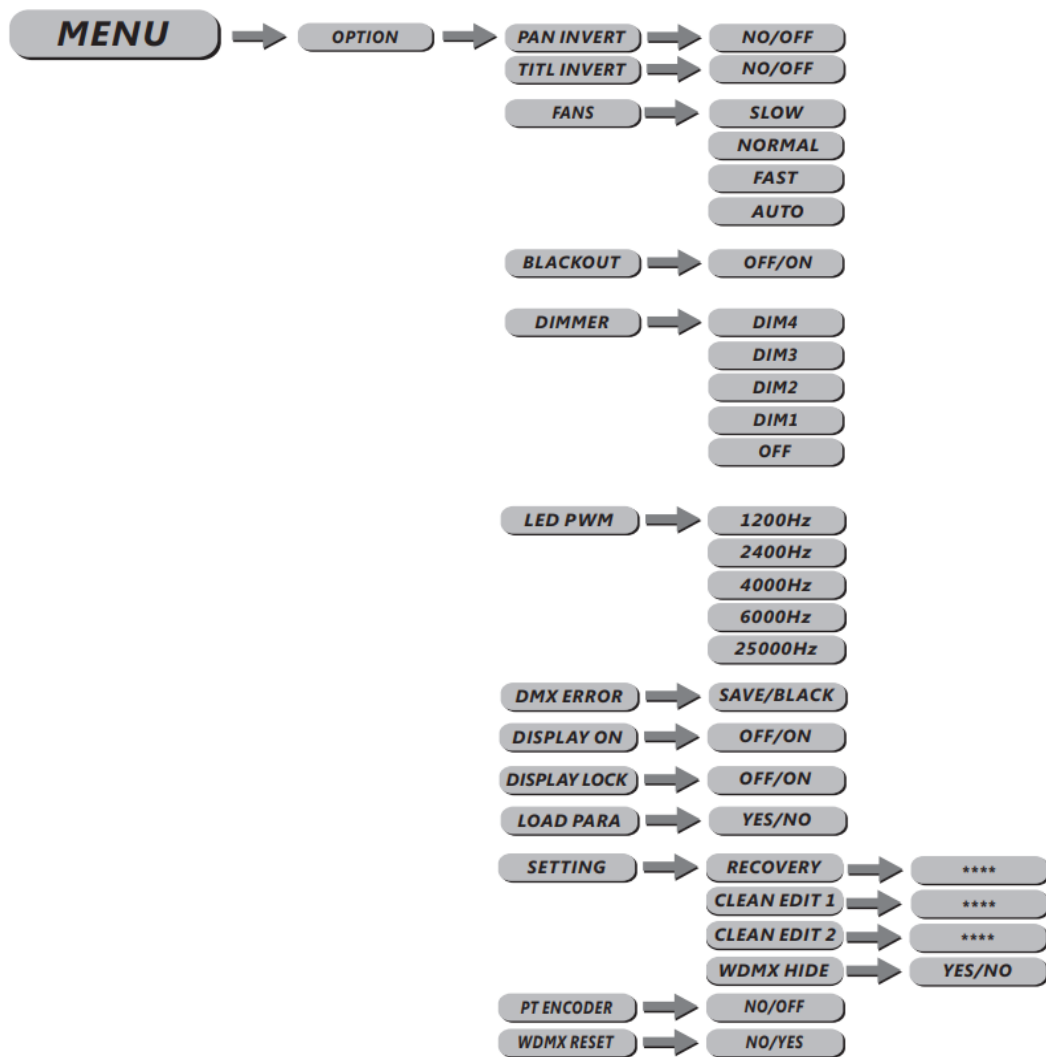 MENU OPTION PAN INVERT NO/OFF
TITL INVERT NO/OFF
FANS SLOW
NORMAL
FAST
AUTO
BLACKOUT OFF/ON
DIMMER DIM4
DIM3
DIM2
DIM1
OFF
LED PWM 1200Hz
2400Hz
4000Hz
6000Hz
25000Hz
DMX ERROR SAVE/BLACK
DISPLAY ON OFF/ON
DISPLAY LOCK OFF/ON
LOAD PARA YES/NO
SETTING RECOVERY ****
CLEAN EDIT 1 ****
CLEAN EDIT 2 ****
WDMX HIDE YES/NO
PT ENCODER NO/OFF
WDMX RESET NO/YES